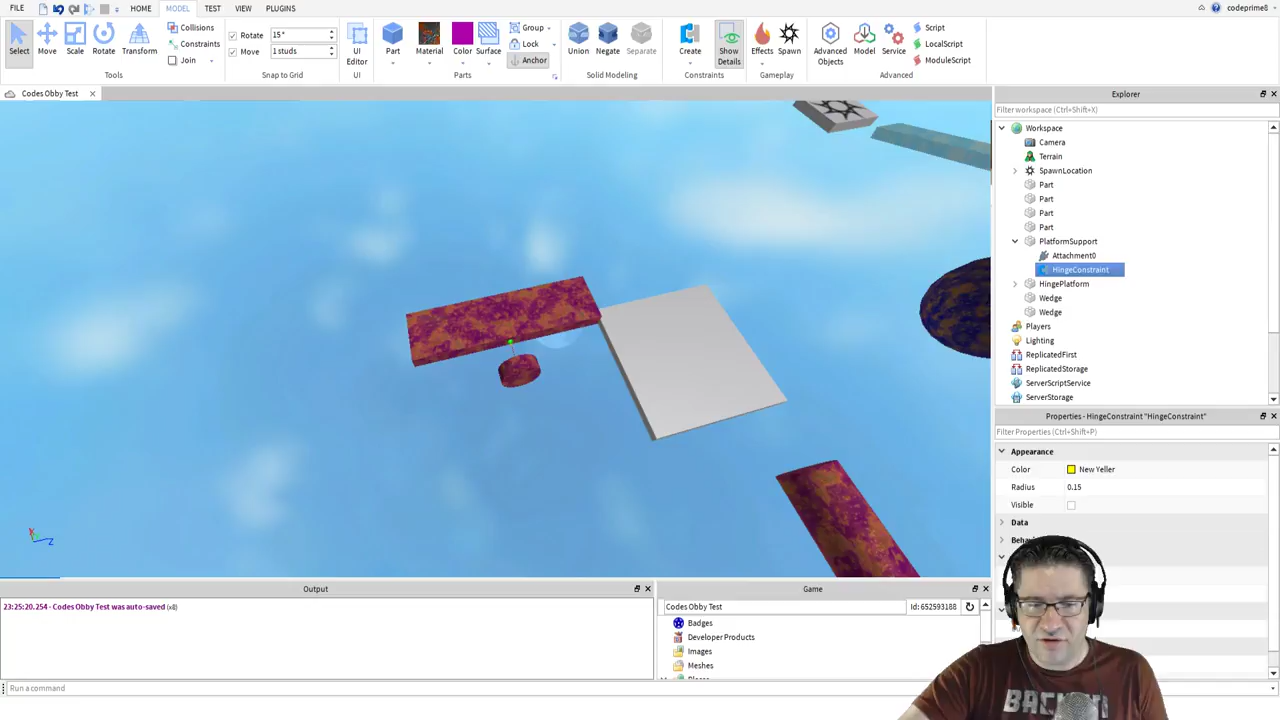 FILE HOME MODEL TEST VIEW PLUGINS codeprime8
Select Move Scale Rotate Transform
Collisions
Constraints
Join
Tools
Rotate 15°
Move 1 studs
Snap to Grid
UI Editor
UI
Part Material Color Surface
Group
Lock
Anchor
Parts
Union Negate Separate
Solid Modeling
Create Show Details
Constraints
Effects Spawn
Gameplay
Advanced Objects Model Service
Script
LocalScript
ModuleScript
Advanced
Codes Obby Test
Explorer
Filter workspace (Ctrl+Shift+X)
Workspace
Camera
Terrain
SpawnLocation
Part
Part
Part
Part
PlatformSupport
Attachment0
HingeConstraint
HingePlatform
Wedge
Wedge
Players
Lighting
ReplicatedFirst
ReplicatedStorage
ServerScriptService
ServerStorage
Properties - HingeConstraint "HingeConstraint"
Filter Properties (Ctrl+Shift+P)
Appearance
Color New Yeller
Radius 0.15
Visible
Data
X
Z
Output
23:25:20.254 - Codes Obby Test was auto-saved (x8)
Game
Codes Obby Test Id: 652593188
Badges
Developer Products
Images
Meshes
Run a command